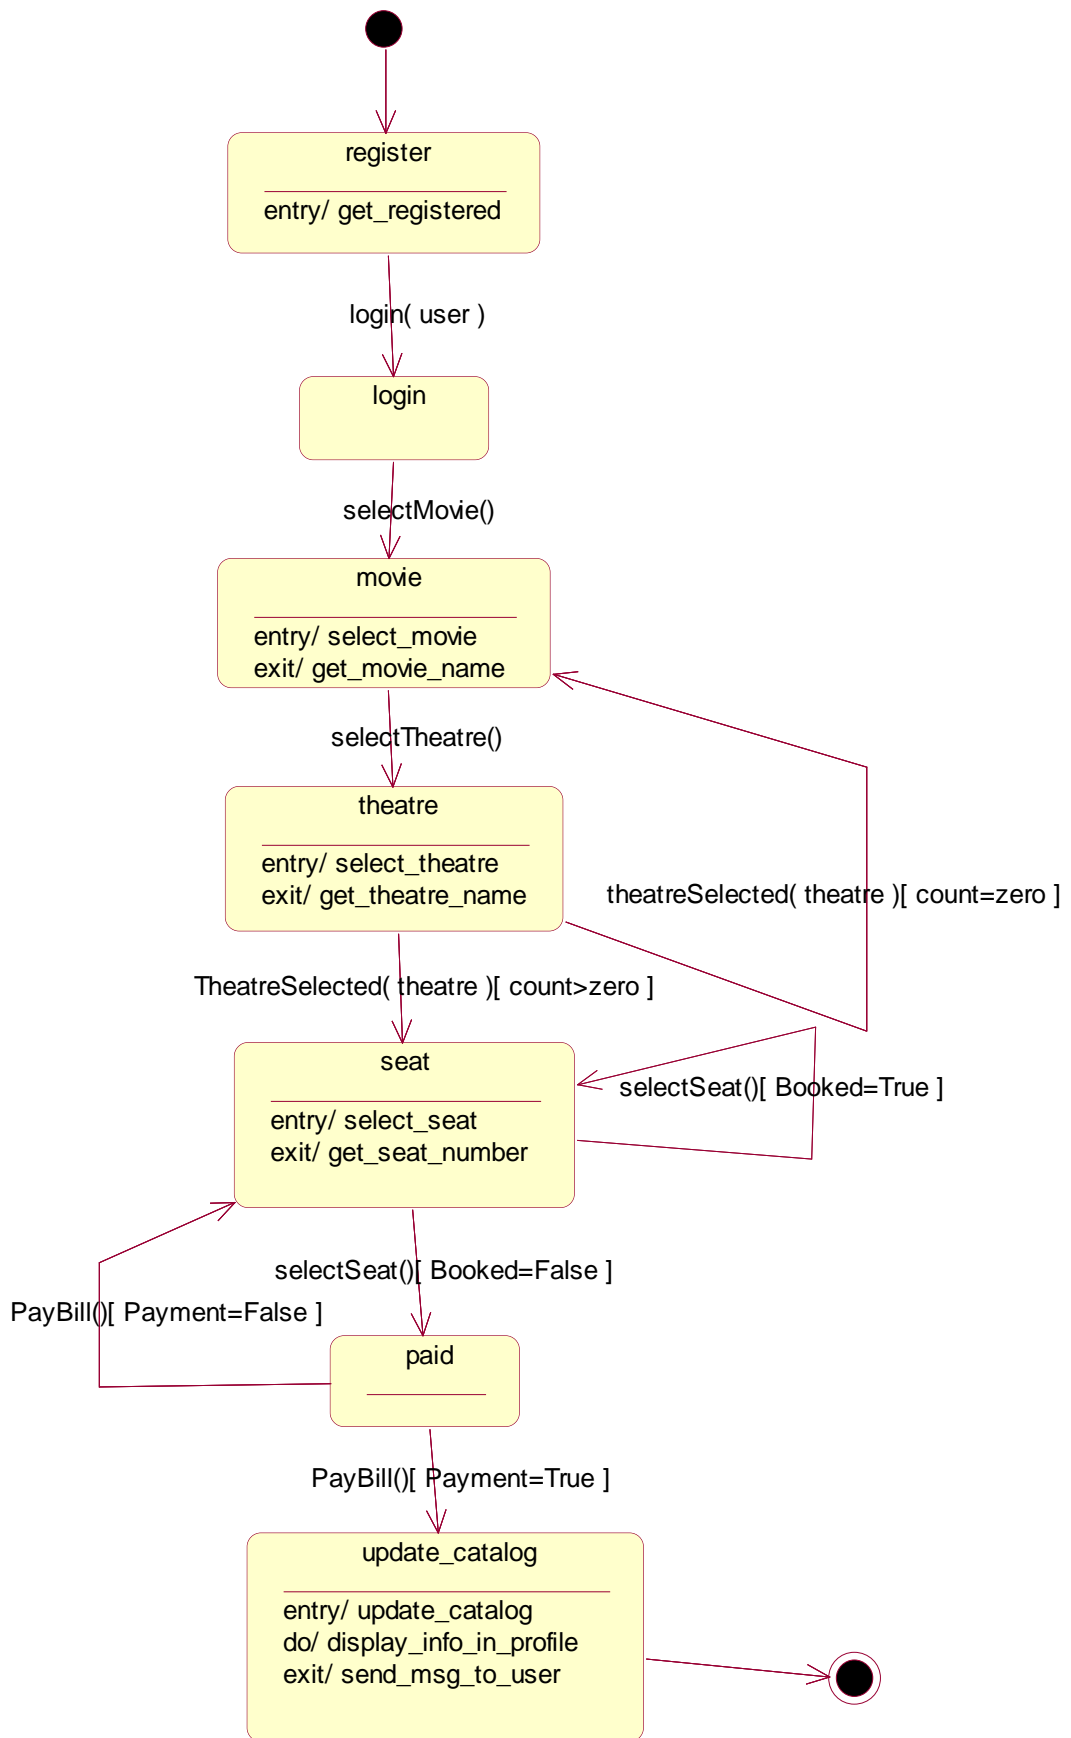 register
entry/ get_registered
login( user )
login
selectMovie()
movie
entry/ select_movie
exit/ get_movie_name
selectTheatre()
theatre
entry/ select_theatre
exit/ get_theatre_name
theatreSelected( theatre )[ count=zero ]
TheatreSelected( theatre )[ count>zero ]
seat
entry/ select_seat
exit/ get_seat_number
selectSeat()[ Booked=True ]
selectSeat()[ Booked=False ]
PayBill()[ Payment=False ]
paid
PayBill()[ Payment=True ]
update_catalog
entry/ update_catalog
do/ display_info_in_profile
exit/ send_msg_to_user